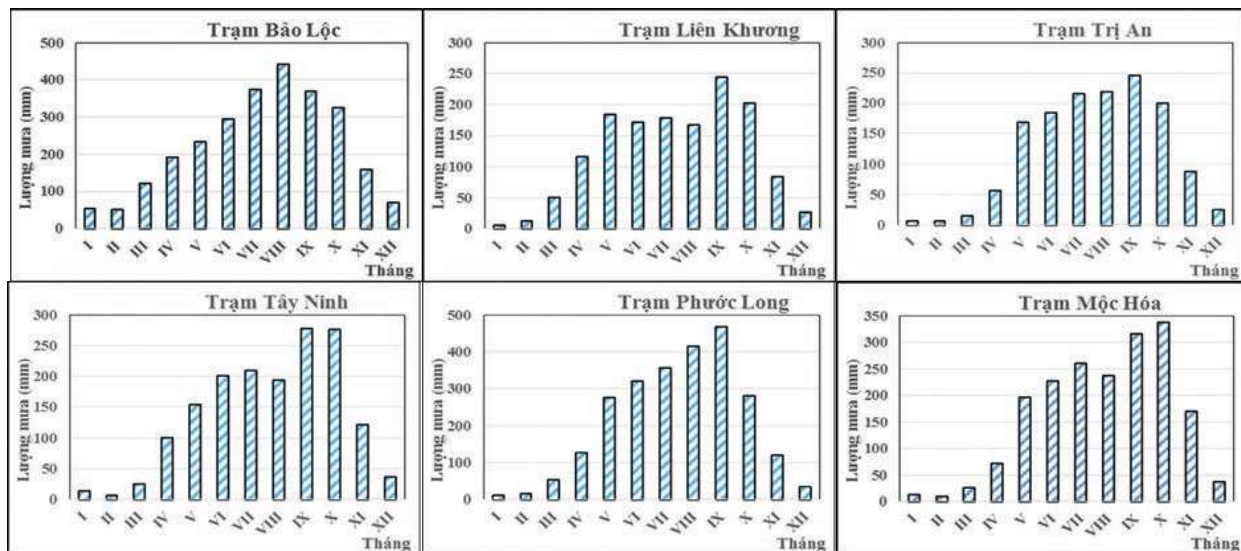 Trạm Bảo Lộc
Lượng mưa (mm)
500
400
300
200
100
0
I II III IV V VI VII VIII IX X XI XII
Tháng
Trạm Liên Khương
Lượng mưa (mm)
300
250
200
150
100
50
0
I II III IV V VI VII VIII IX X XI XII
Tháng
Trạm Trị An
Lượng mưa (mm)
300
250
200
150
100
50
0
I II III IV V VI VII VIII IX X XI XII
Tháng
Trạm Tây Ninh
Lượng mưa (mm)
300
250
200
150
100
50
0
I II III IV V VI VII VIII IX X XI XII
Tháng
Trạm Phước Long
Lượng mưa (mm)
500
400
300
200
100
0
I II III IV V VI VII VIII IX X XI XII
Tháng
Trạm Mộc Hóa
Lượng mưa (mm)
350
300
250
200
150
100
50
0
I II III IV V VI VII VIII IX X XI XII
Tháng